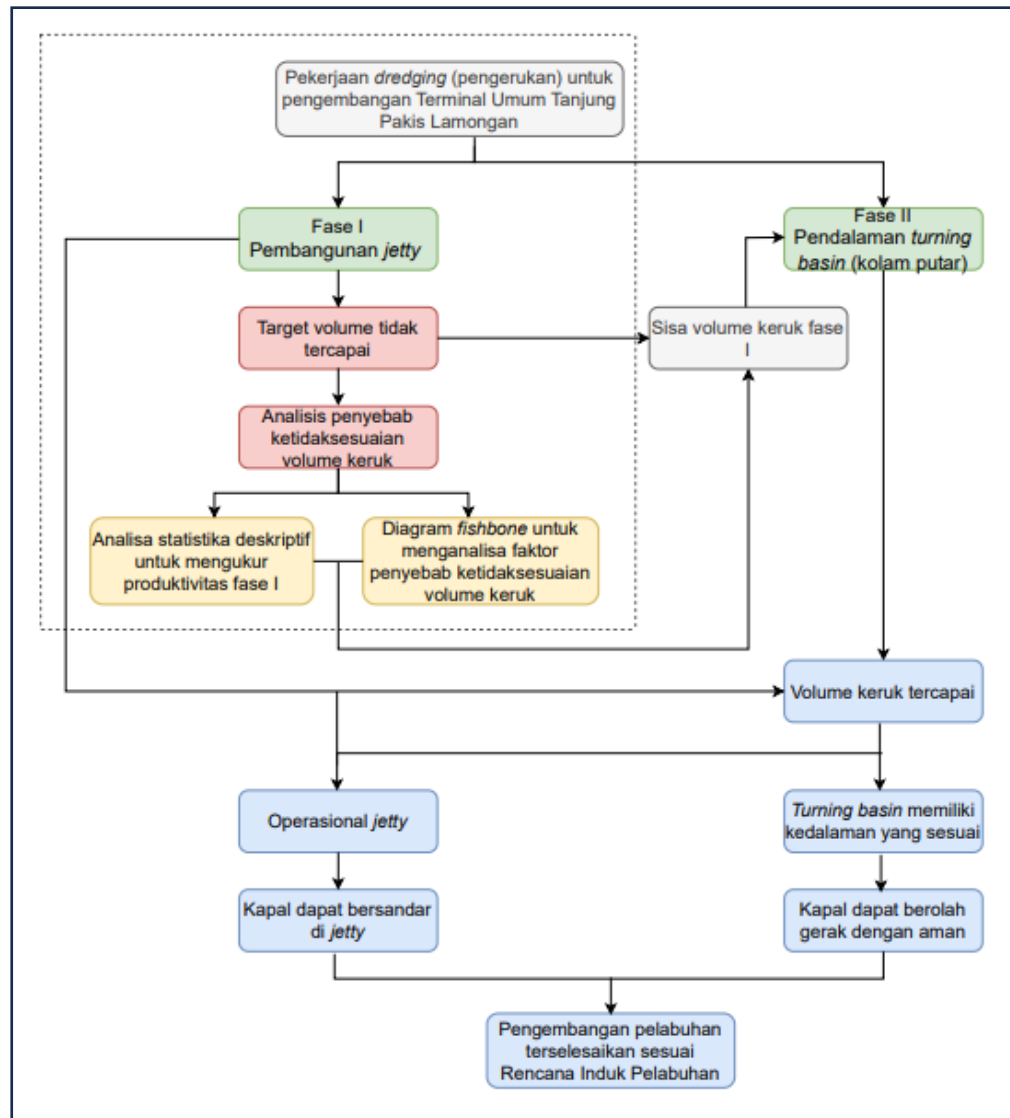 Pekerjaan dredging (pengerukan) untuk
pengembangan Terminal Umum Tanjung
Pakis Lamongan
Fase I
Pembangunan jetty
Fase II
Pendalaman turning
basin (kolam putar)
Target volume tidak
tercapai
Sisa volume keruk fase
I
Analisis penyebab
ketidaksesuaian
volume keruk
Analisa statistika deskriptif
untuk mengukur
produktivitas fase I
Diagram fishbone untuk
menganalisa faktor
penyebab ketidaksesuaian
volume keruk
Volume keruk tercapai
Operasional jetty
Turning basin memiliki
kedalaman yang sesuai
Kapal dapat bersandar
di jetty
Kapal dapat berolah
gerak dengan aman
Pengembangan pelabuhan
terselesaikan sesuai
Rencana Induk Pelabuhan